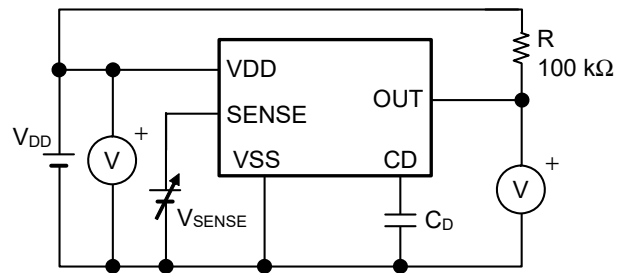 R
100 kΩ
VDD
OUT
SENSE
VDD
+
V
VSS
CD
+
V
VSENSE
CD